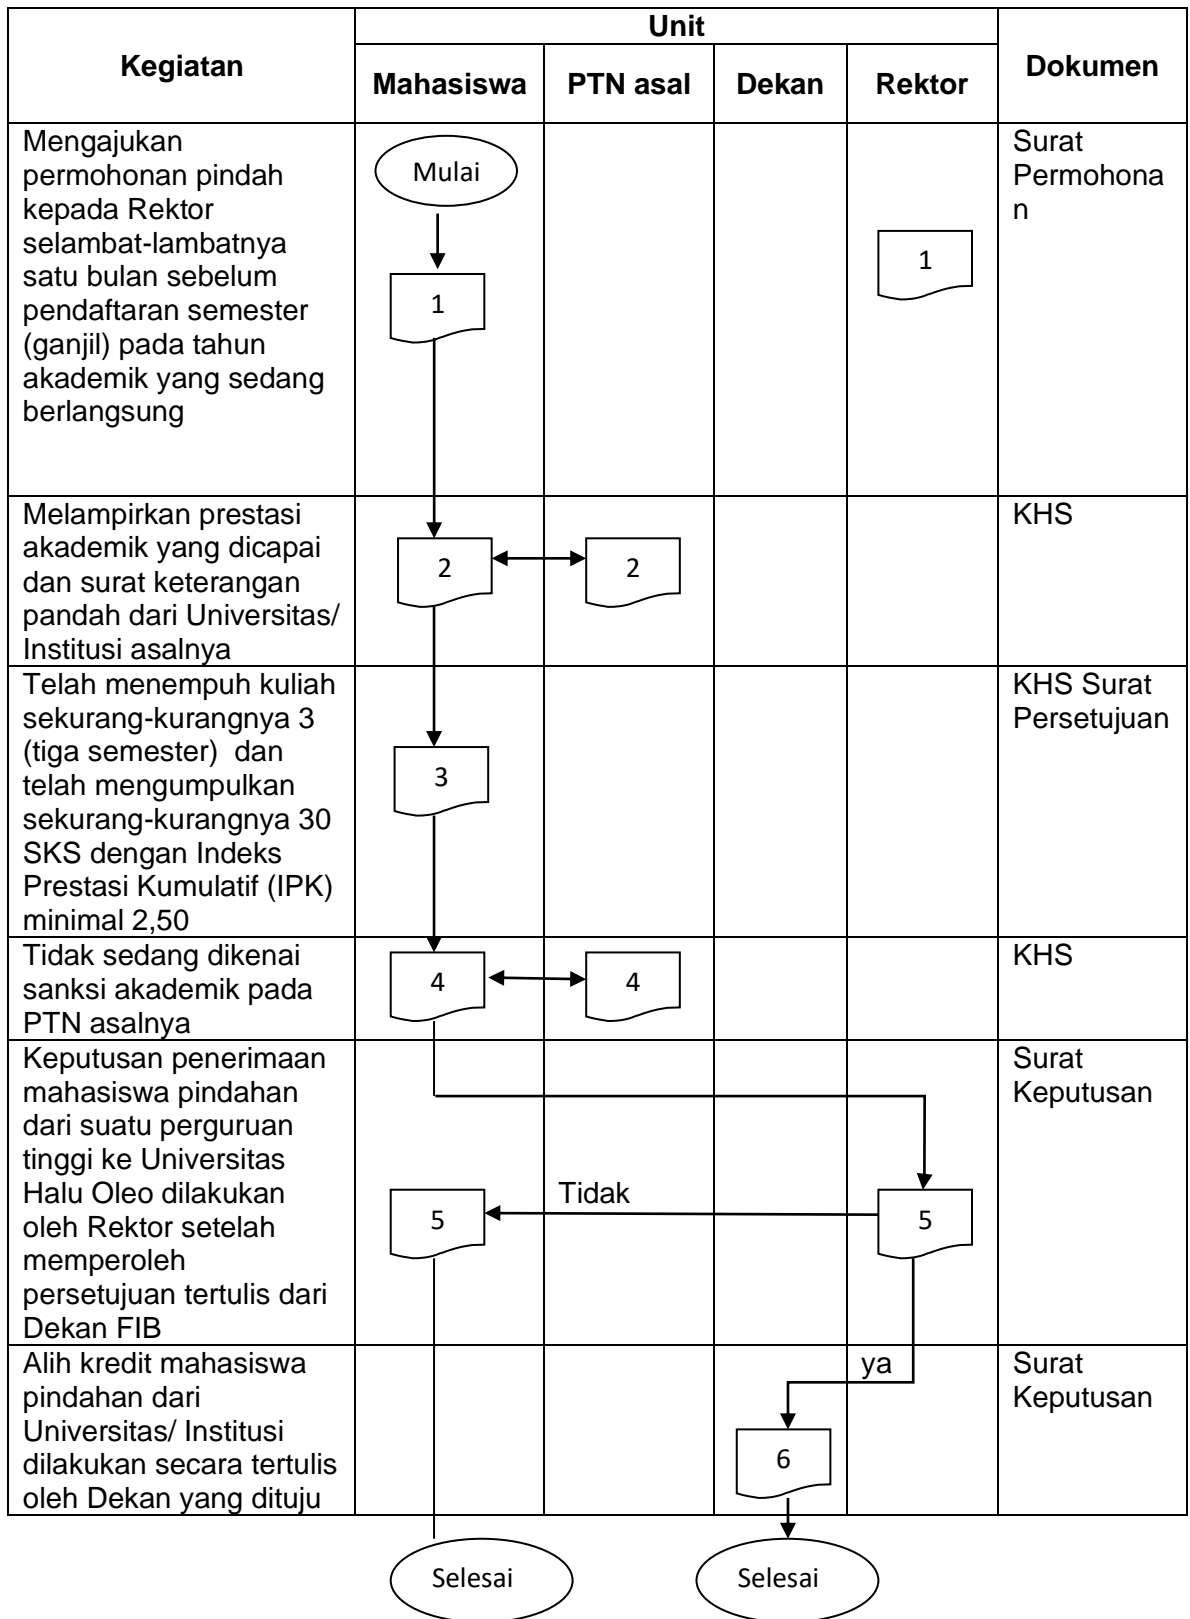 Kegiatan
Unit
Dokumen
Mahasiswa
PTN asal
Dekan
Rektor
Mengajukan
permohonan pindah
kepada Rektor
selambat-lambatnya
satu bulan sebelum
pendaftaran semester
(ganjil) pada tahun
akademik yang sedang
berlangsung
Mulai
1
1
Surat
Permohona
n
Melampirkan prestasi
akademik yang dicapai
dan surat keterangan
pandah dari Universitas/
Institusi asalnya
2
2
KHS
Telah menempuh kuliah
sekurang-kurangnya 3
(tiga semester) dan
telah mengumpulkan
sekurang-kurangnya 30
SKS dengan Indeks
Prestasi Kumulatif (IPK)
minimal 2,50
3
KHS Surat
Persetujuan
Tidak sedang dikenai
sanksi akademik pada
PTN asalnya
4
4
KHS
Keputusan penerimaan
mahasiswa pindahan
dari suatu perguruan
tinggi ke Universitas
Halu Oleo dilakukan
oleh Rektor setelah
memperoleh
persetujuan tertulis dari
Dekan FIB
5
Tidak
5
Surat
Keputusan
Alih kredit mahasiswa
pindahan dari
Universitas/ Institusi
dilakukan secara tertulis
oleh Dekan yang dituju
ya
6
Surat
Keputusan
Selesai
Selesai